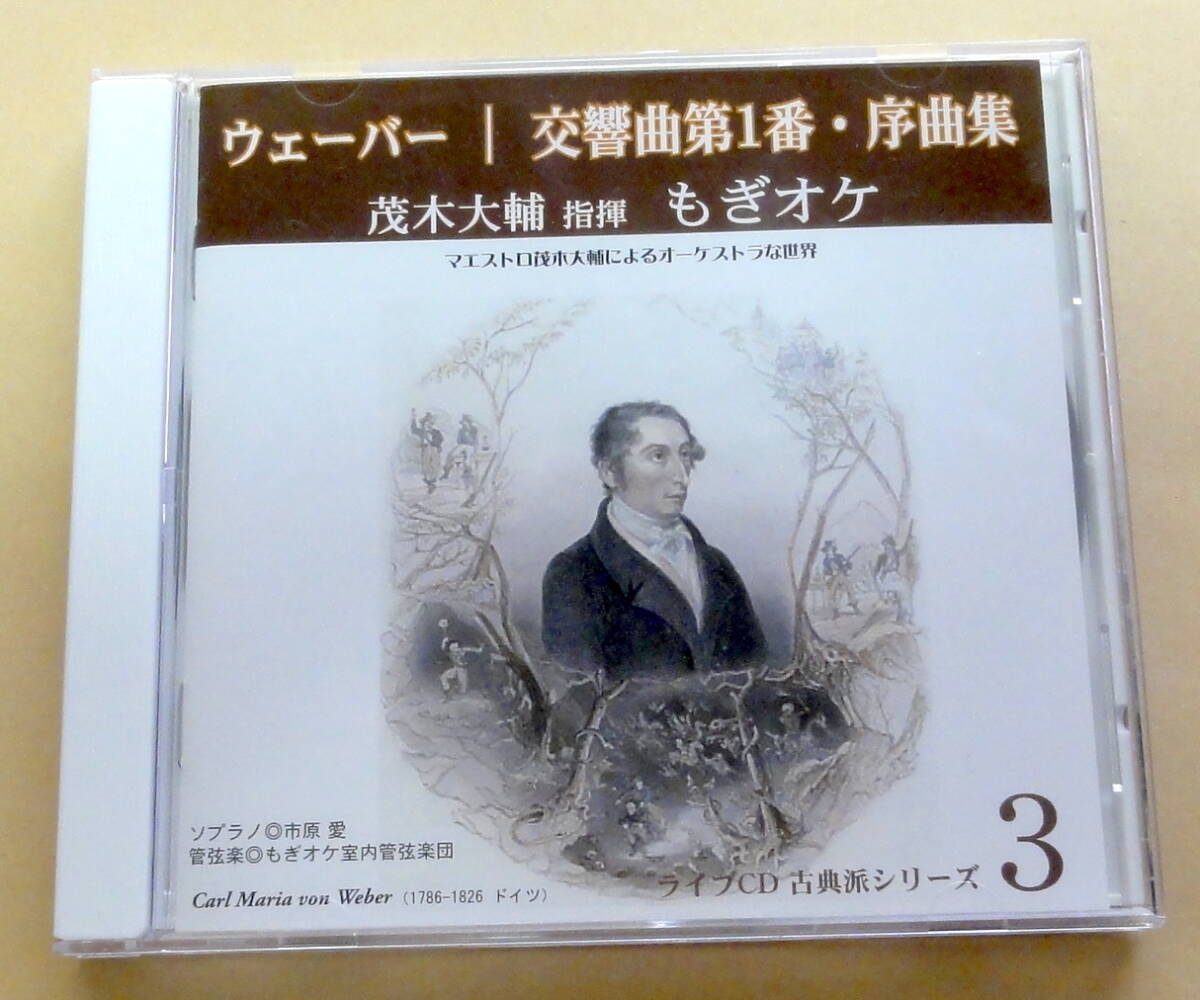 ウェーバー｜交響曲第1番・序曲集
茂木大輔 指揮 もぎオケ
マエストロ茂木大輔によるオーケストラな世界
ソプラノ◎市原 愛
管弦楽◎もぎオケ室内管弦楽団
Carl Maria von Weber (1786-1826 ドイツ)
ライブCD 古典派シリーズ 3